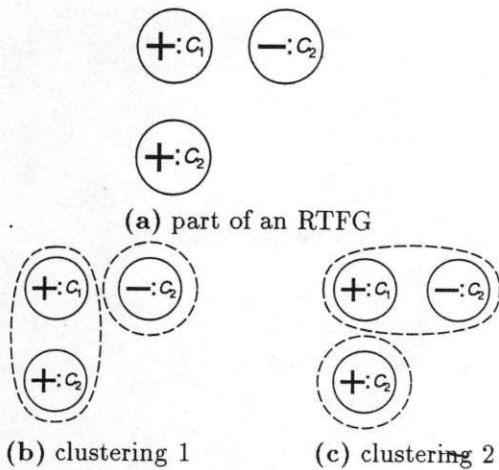 +:C₁ −:C₂
+:C₂
(a) part of an RTFG
+:C₁ −:C₂ +:C₁ −:C₂
+:C₂ +:C₂
(b) clustering 1 (c) clustering 2